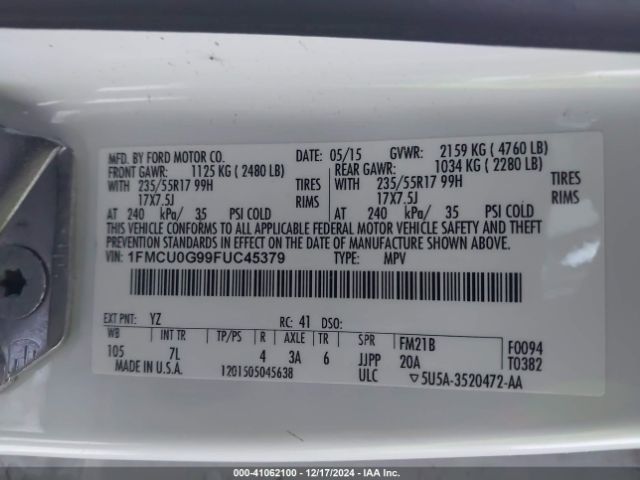 MFD. BY FORD MOTOR CO. 05/15 GVWR: 2159 KG ( 4760 LB)
FRONT GAWR: 1125 KG ( 2480 LB) REAR GAWR: 1034 KG ( 2280 LB)
WITH 235/55R17 99H TIRES WITH 235/55R17 99H TIRES
17X7.5J RIMS 17X7.5J RIMS
AT 240 kPa/ 35 PSI COLD AT 240 kPa/ 35 PSI COLD
THIS VEHICLE CONFORMS TO ALL APPLICABLE FEDERAL MOTOR VEHICLE SAFETY AND THEFT
PREVENTION STANDARDS IN EFFECT ON THE DATE OF MANUFACTURE SHOWN ABOVE.
VIN: 1FMCU0G99FUC45379 TYPE: MPV
EXT PNT: YZ RC: 41 DSO:
WB INT TR TP/PS R AXLE TR SPR FM21B F0094
105 7L 4 3A 6 JJPP 20A T0382
MADE IN U.S.A. 1201505045638 ULC ▽5U5A-3520472-AA
000-41062100 - 12/17/2024 - IAA Inc.